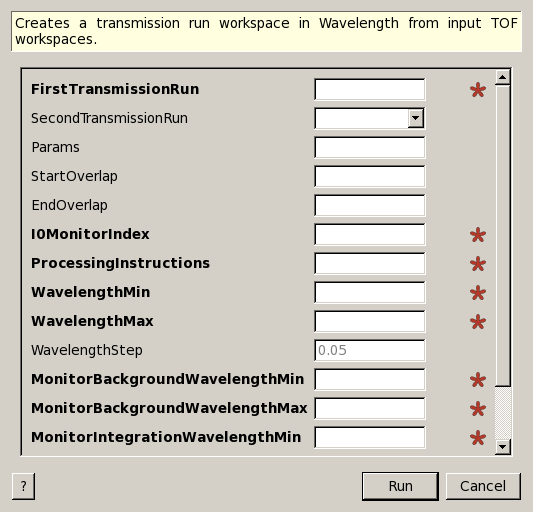 Creates a transmission run workspace in Wavelength from input TOF
workspaces.
FirstTransmissionRun
SecondTransmissionRun
Params
StartOverlap
EndOverlap
I0MonitorIndex
ProcessingInstructions
WavelengthMin
WavelengthMax
WavelengthStep 0.05
MonitorBackgroundWavelengthMin
MonitorBackgroundWavelengthMax
MonitorIntegrationWavelengthMin
? Run Cancel